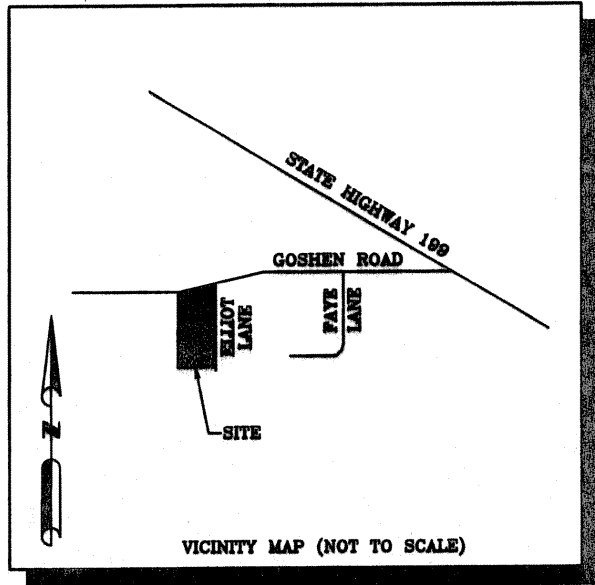 STATE HIGHWAY 199
GOSHEN ROAD
ELLIOT
LANE
FAYE
LANE
SITE
N
VICINITY MAP (NOT TO SCALE)